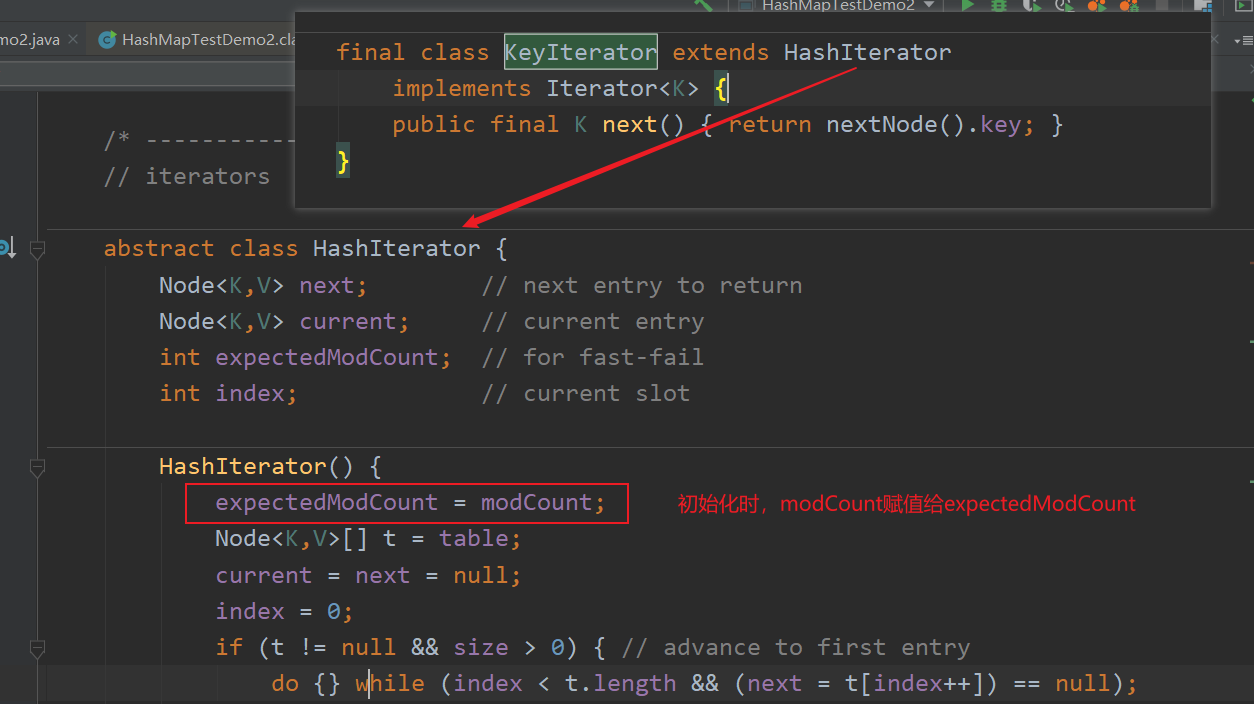 HashMapTestDemo2
mo2.java
HashMapTestDemo2.cla
final class KeyIterator extends HashIterator
implements Iterator<K> {
public final K next() { return nextNode().key; }
}
/* ------------
// iterators
abstract class HashIterator {
Node<K,V> next;        // next entry to return
Node<K,V> current;     // current entry
int expectedModCount;  // for fast-fail
int index;             // current slot
HashIterator() {
expectedModCount = modCount; 初始化时，modCount赋值给expectedModCount
Node<K,V>[] t = table;
current = next = null;
index = 0;
if (t != null && size > 0) { // advance to first entry
do {} while (index < t.length && (next = t[index++]) == null);